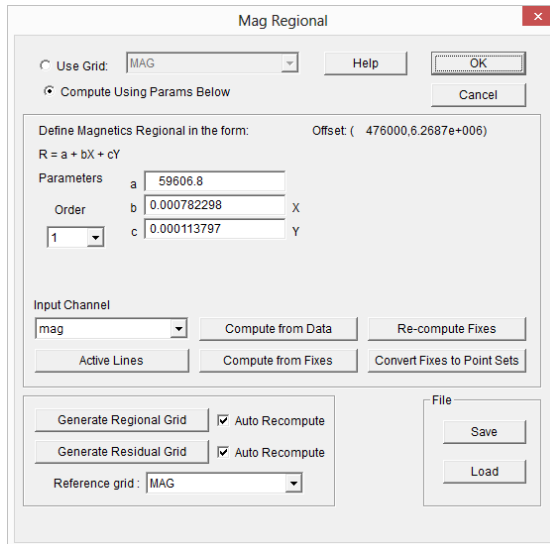 Mag Regional
Use Grid: MAG Help OK
Compute Using Params Below Cancel
Define Magnetics Regional in the form: Offset: ( 476000,6.2687e+006)
R = a + bX + cY
Parameters a 59606.8
Order b 0.000782298 X
1 c 0.000113797 Y
Input Channel
mag Compute from Data Re-compute Fixes
Active Lines Compute from Fixes Convert Fixes to Point Sets
File
Generate Regional Grid Auto Recompute
Save
Generate Residual Grid Auto Recompute
Load
Reference grid : MAG